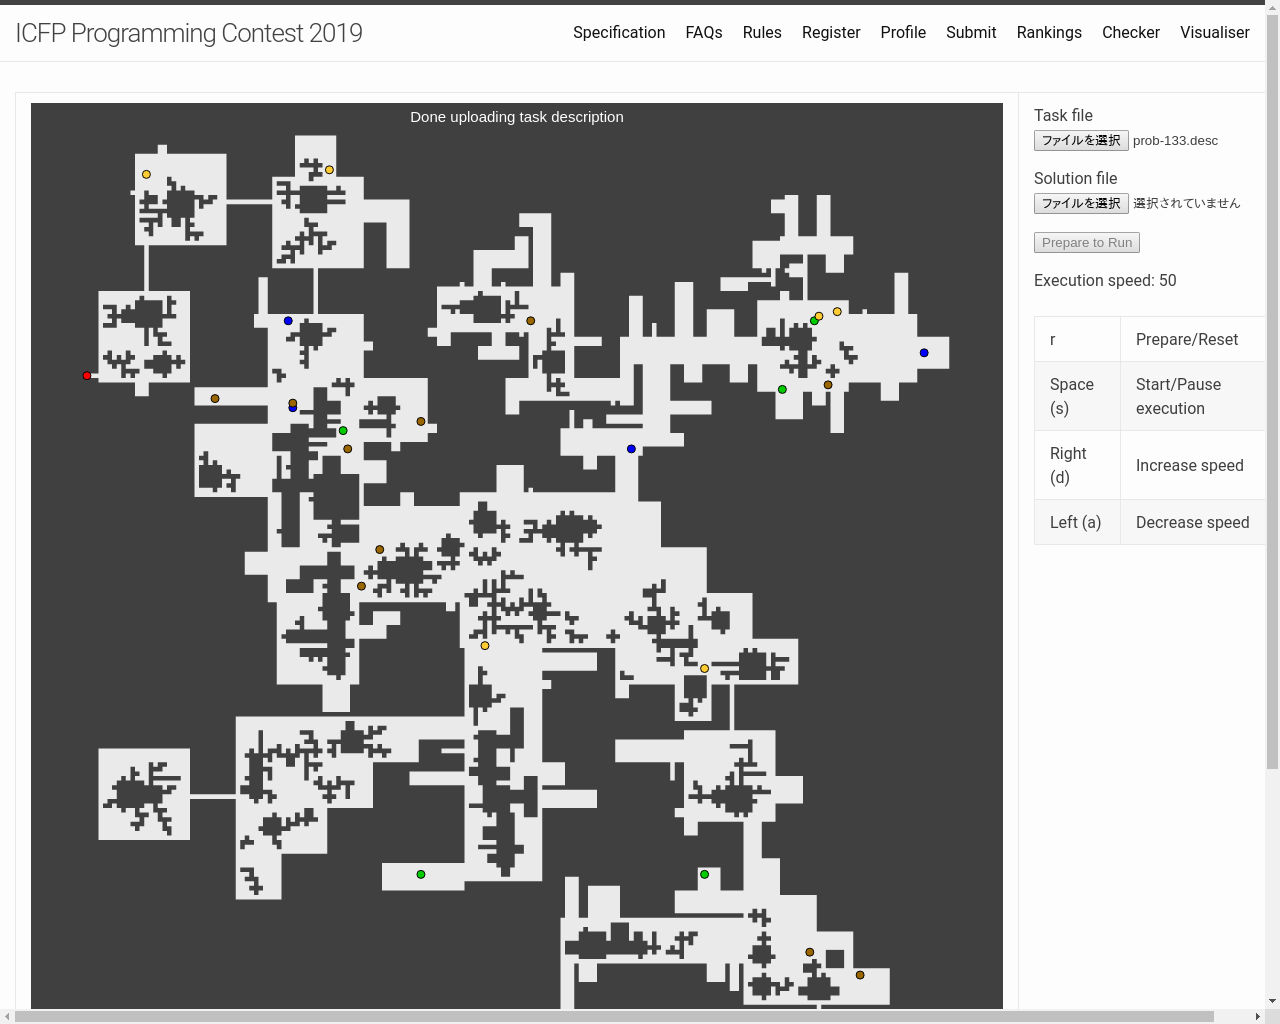 ICFP Programming Contest 2019
Specification FAQs Rules Register Profile Submit Rankings Checker Visualiser
Done uploading task description
Task file
ファイルを選択 prob-133.desc
Solution file
ファイルを選択 選択されていません
Prepare to Run
Execution speed: 50
r Prepare/Reset
Space (s) Start/Pause execution
Right (d) Increase speed
Left (a) Decrease speed